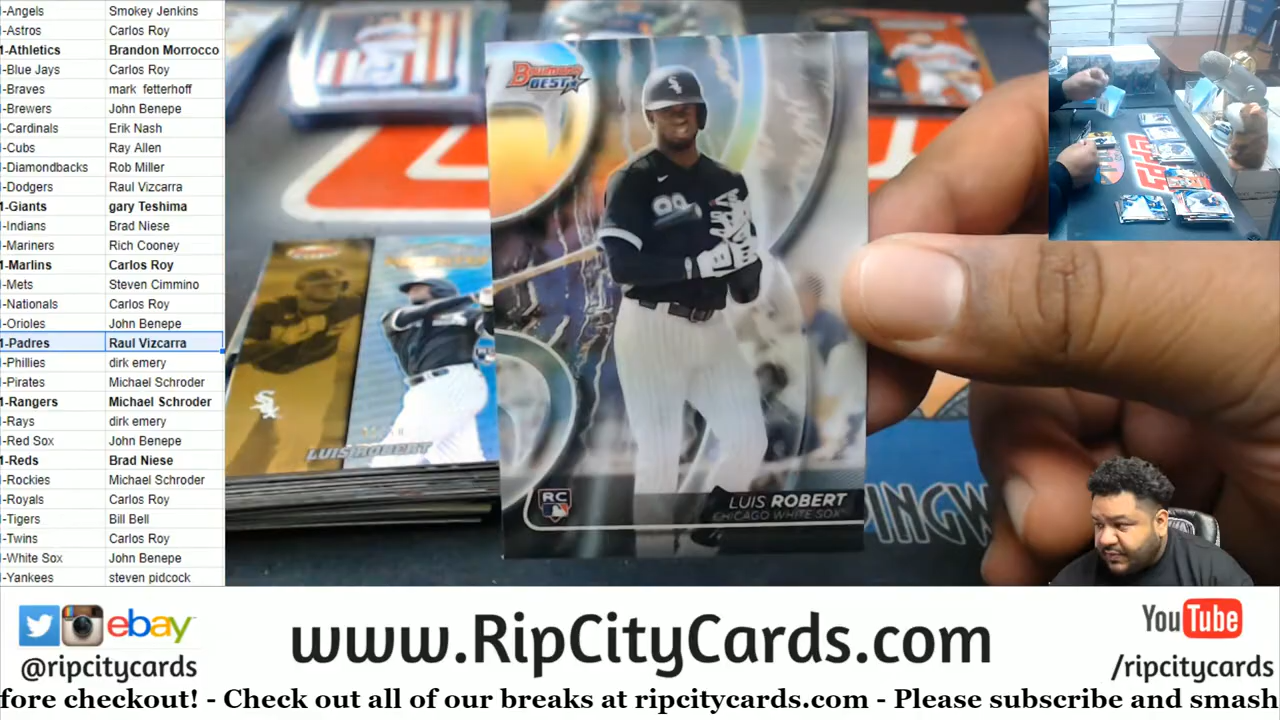 I-Angels Smokey Jenkins
I-Astros Carlos Roy
1-Athletics Brandon Morrocco
I-Blue Jays Carlos Roy
I-Braves mark fetterhoff
I-Brewers John Benepe
I-Cardinals Erik Nash
I-Cubs Ray Allen
I-Diamondbacks Rob Miller
I-Dodgers Raul Vizcarra
1-Giants gary Teshima
I-Indians Brad Niese
I-Mariners Rich Cooney
1-Marlins Carlos Roy
I-Mets Steven Cimmino
I-Nationals Carlos Roy
I-Orioles John Benepe
1-Padres Raul Vizcarra
I-Phillies dirk emery
I-Pirates Michael Schroder
1-Rangers Michael Schroder
I-Rays dirk emery
I-Red Sox John Benepe
1-Reds Brad Niese
I-Rockies Michael Schroder
I-Royals Carlos Roy
I-Tigers Bill Bell
I-Twins Carlos Roy
I-White Sox John Benepe
I-Yankees steven pidcock
BOWMAN'S
BEST
SOX
LUIS ROBERT
RC
LUIS ROBERT
CHICAGO WHITE SOX
PINGW
ebay
@ripcitycards
www.RipCityCards.com
YouTube
/ripcitycards
fore checkout! - Check out all of our breaks at ripcitycards.com - Please subscribe and smash